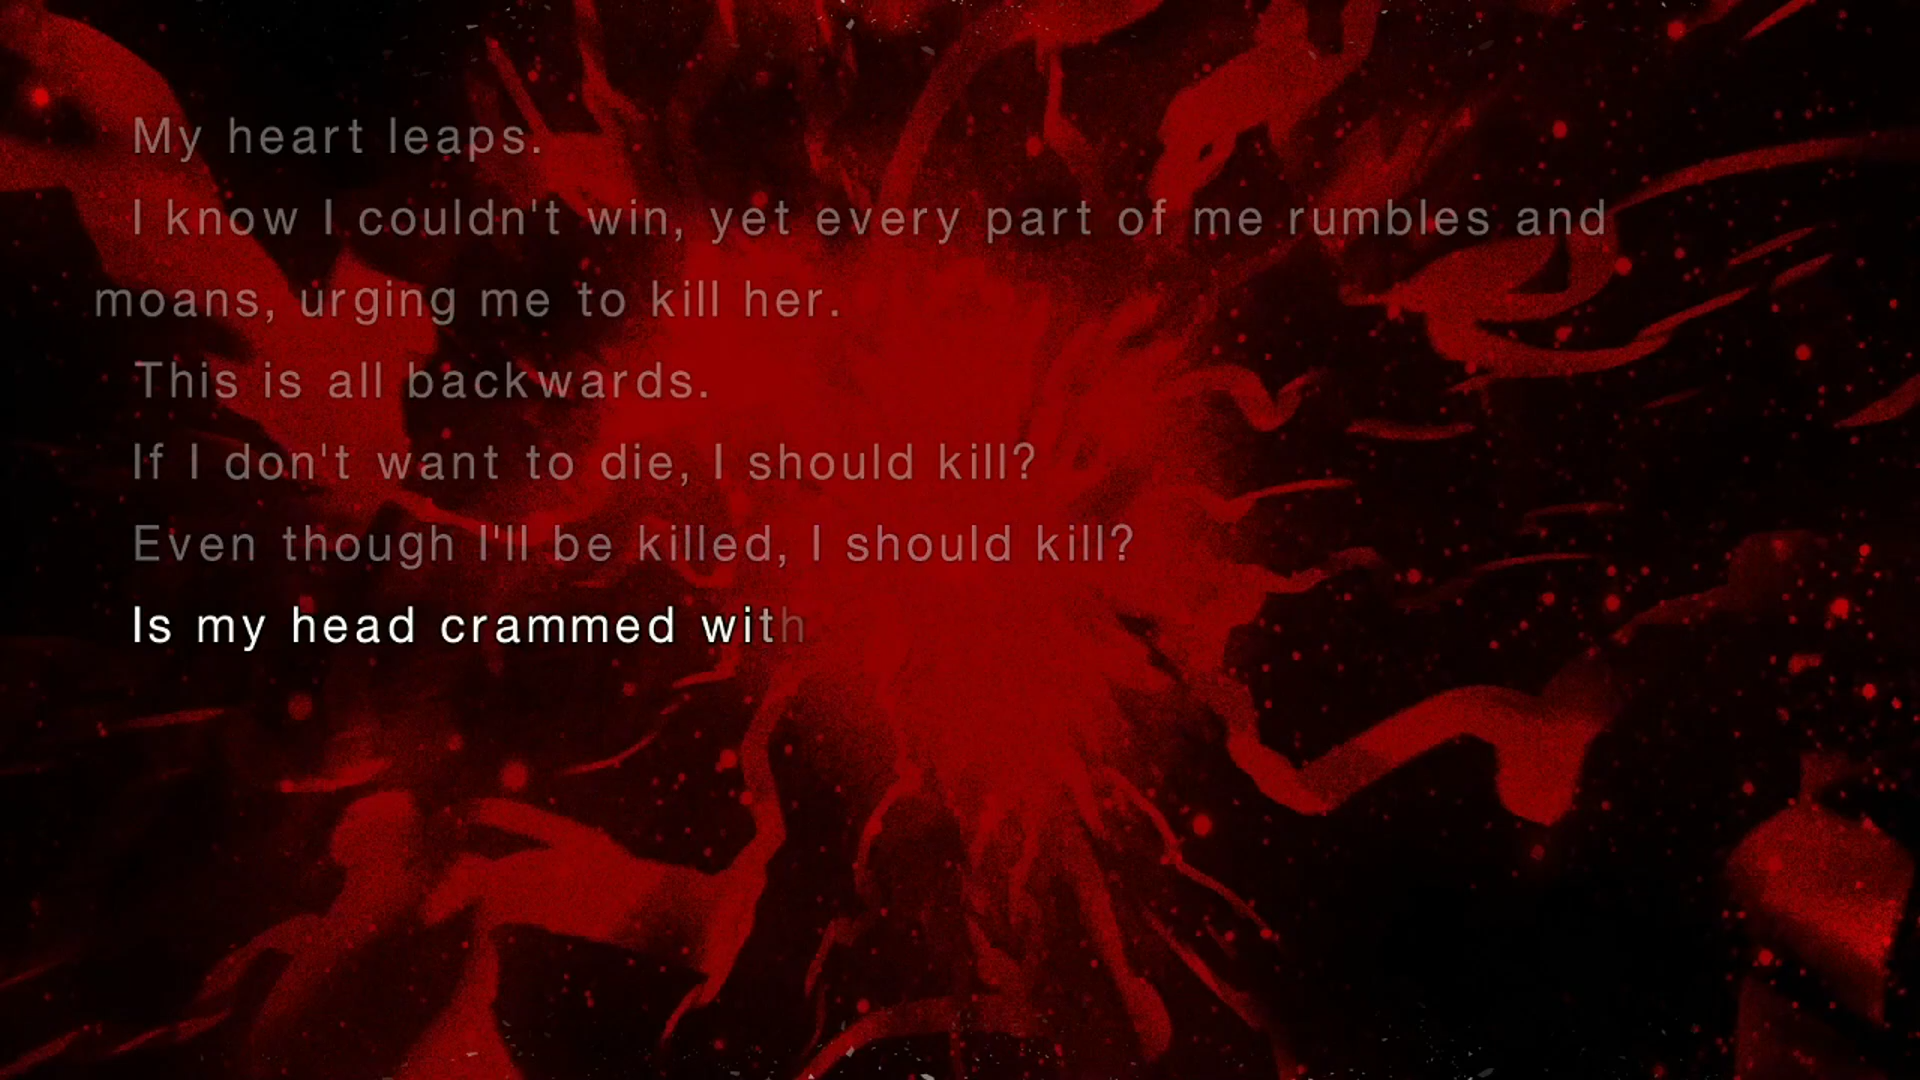 My heart leaps.
I know I couldn't win, yet every part of me rumbles and
moans, urging me to kill her.
This is all backwards.
If I don't want to die, I should kill?
Even though I'll be killed, I should kill?
Is my head crammed with